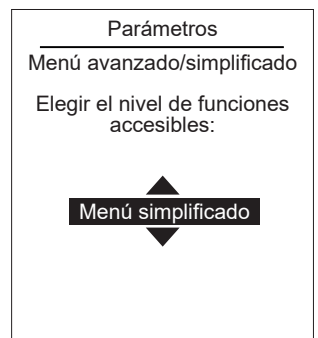 Parámetros
Menú avanzado/simplificado
Elegir el nivel de funciones
accesibles:
Menú simplificado